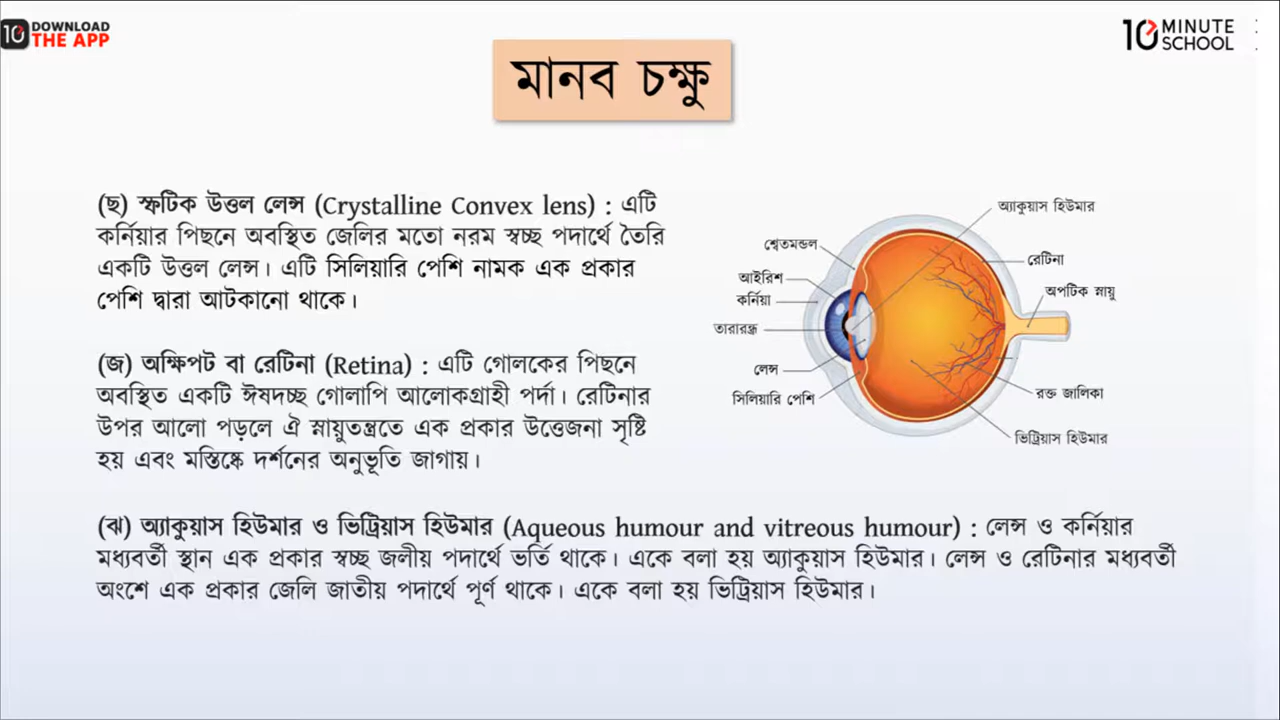 DOWNLOAD
THE APP
10 MINUTE
SCHOOL
মানব চক্ষু
(ছ) স্ফটিক উত্তল লেন্স (Crystalline Convex lens) : এটি
কর্নিয়ার পিছনে অবস্থিত জেলির মতো নরম স্বচ্ছ পদার্থে তৈরি
একটি উত্তল লেন্স। এটি সিলিয়ারি পেশি নামক এক প্রকার
পেশি দ্বারা আটকানো থাকে।
(জ) অক্ষিপট বা রেটিনা (Retina) : এটি গোলকের পিছনে
অবস্থিত একটি ঈষদচ্ছ গোলাপি আলোকগ্রাহী পর্দা। রেটিনার
উপর আলো পড়লে ঐ স্নায়ুতন্ত্রতে এক প্রকার উত্তেজনা সৃষ্টি
হয় এবং মস্তিষ্কে দর্শনের অনুভূতি জাগায়।
(ঝ) অ্যাকুয়াস হিউমার ও ভিট্রিয়াস হিউমার (Aqueous humour and vitreous humour) : লেন্স ও কর্নিয়ার
মধ্যবর্তী স্থান এক প্রকার স্বচ্ছ জলীয় পদার্থে ভর্তি থাকে। একে বলা হয় অ্যাকুয়াস হিউমার। লেন্স ও রেটিনার মধ্যবর্তী
অংশে এক প্রকার জেলি জাতীয় পদার্থে পূর্ণ থাকে। একে বলা হয় ভিট্রিয়াস হিউমার।
অ্যাকুয়াস হিউমার
শ্বেতমন্ডল
রেটিনা
আইরিশ
অপটিক স্নায়ু
কর্নিয়া
তারারন্ধ্র
লেন্স
রক্ত জালিকা
সিলিয়ারি পেশি
ভিট্রিয়াস হিউমার